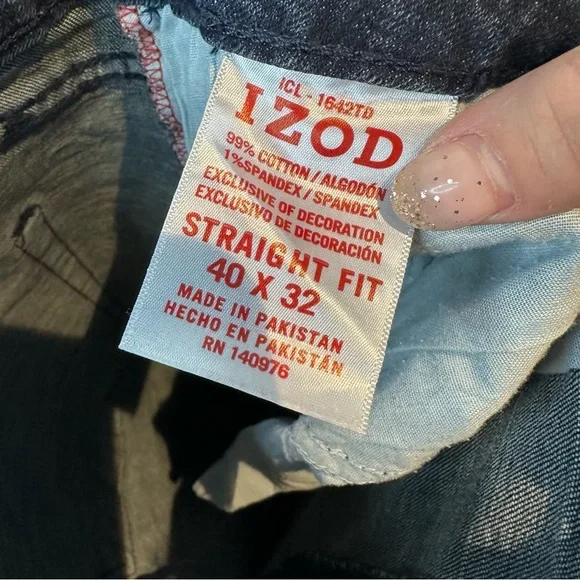 ICL-1642TD
IZOD
99% COTTON/ALGODÓN
1% SPANDEX/SPANDEX
EXCLUSIVE OF DECORATION
EXCLUSIVO DE DECORACIÓN
STRAIGHT FIT
40 X 32
MADE IN PAKISTAN
HECHO EN PAKISTÁN
RN 140976